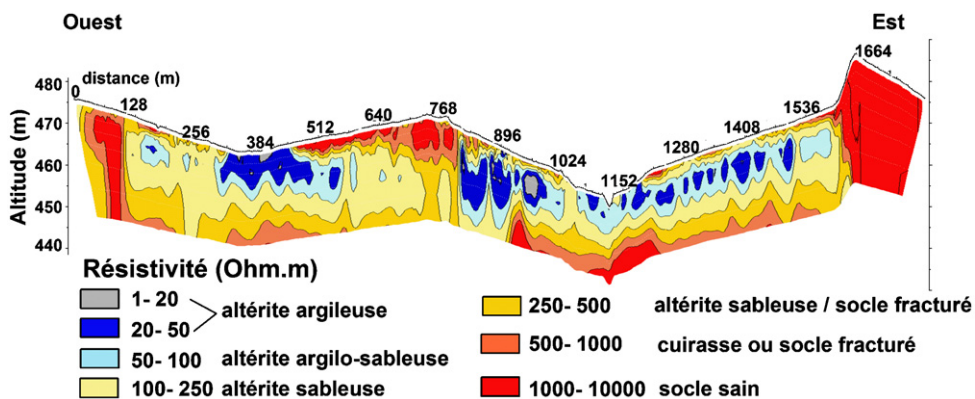 Ouest
Est
distance (m)
0
128
256
384
512
640
768
896
1024
1152
1280
1408
1536
1664
Altitude (m)
480
470
460
450
440
Résistivité (Ohm.m)
1- 20
20- 50
altérite argileuse
50- 100 altérite argilo-sableuse
100- 250 altérite sableuse
250- 500 altérite sableuse / socle fracturé
500- 1000 cuirasse ou socle fracturé
1000- 10000 socle sain